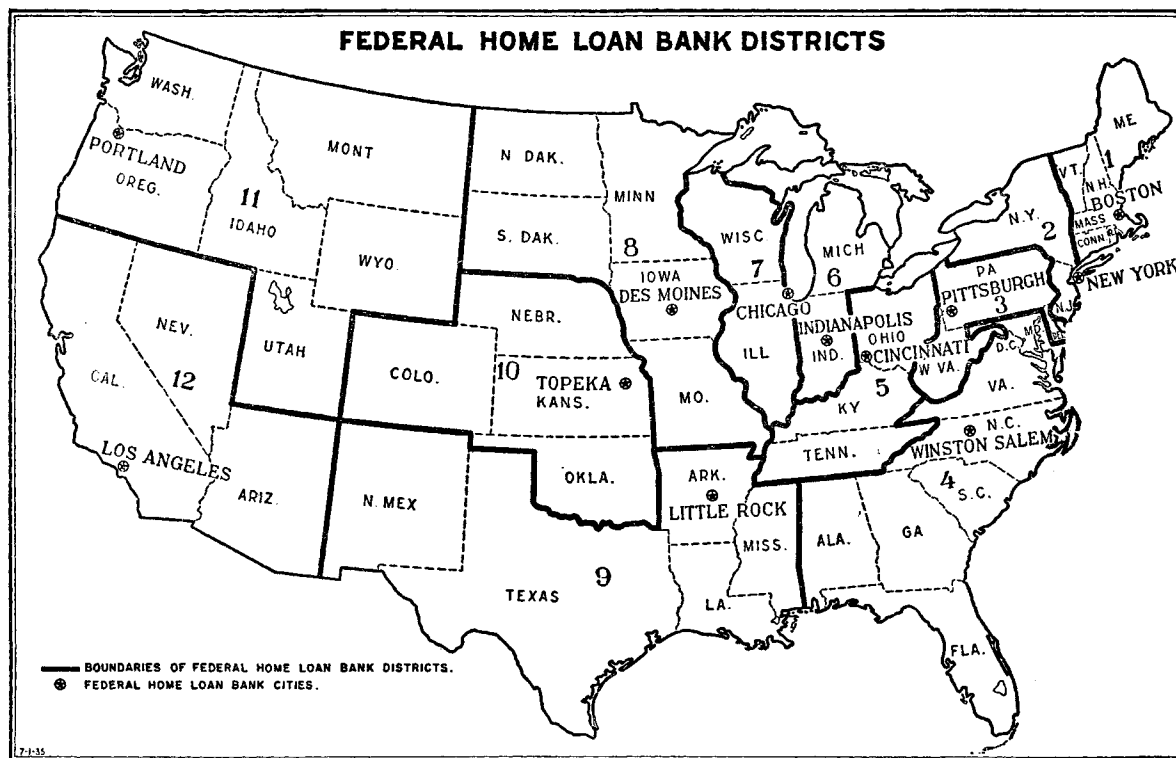 FEDERAL HOME LOAN BANK DISTRICTS
WASH.
PORTLAND
OREG.
11
IDAHO
MONT
WYO.
N DAK.
S. DAK.
MINN
8
IOWA
DES MOINES
WISC
7
MICH
6
CHICAGO
ME
1
VT.
N.H.
BOSTON
MASS
CONN.
R.I.
N.Y.
2
NEW YORK
PA
PITTSBURGH
3
N.J.
DEL
MD.
D.C.
NEV.
CAL.
12
UTAH
LOS ANGELES
ARIZ.
COLO.
NEBR.
10
TOPEKA
KANS.
MO.
ILL
INDIANAPOLIS
IND.
OHIO
CINCINNATI
W VA.
5
KY
VA.
N.C.
WINSTON SALEM
TENN.
4
S.C.
N. MEX
OKLA.
ARK.
LITTLE ROCK
MISS.
ALA.
GA
TEXAS
9
LA.
FLA.
BOUNDARIES OF FEDERAL HOME LOAN BANK DISTRICTS.
FEDERAL HOME LOAN BANK CITIES.
7-1-35